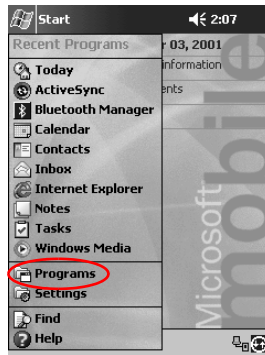 Start 2:07
Recent Programs r 03, 2001
Today information
ActiveSync ents
Bluetooth Manager
Calendar
Contacts
Inbox
Internet Explorer
Notes
Tasks
Windows Media
Programs
Settings
Find
Help
Microsoft
mobile